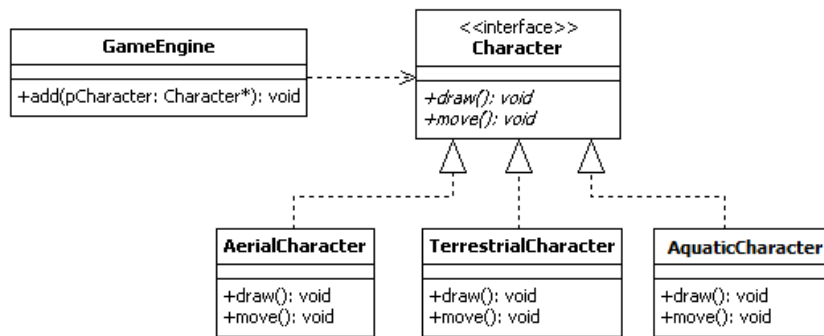 GameEngine
+add(pCharacter: Character*): void
<<interface>>
Character
+draw(): void
+move(): void
AerialCharacter
+draw(): void
+move(): void
TerrestrialCharacter
+draw(): void
+move(): void
AquaticCharacter
+draw(): void
+move(): void